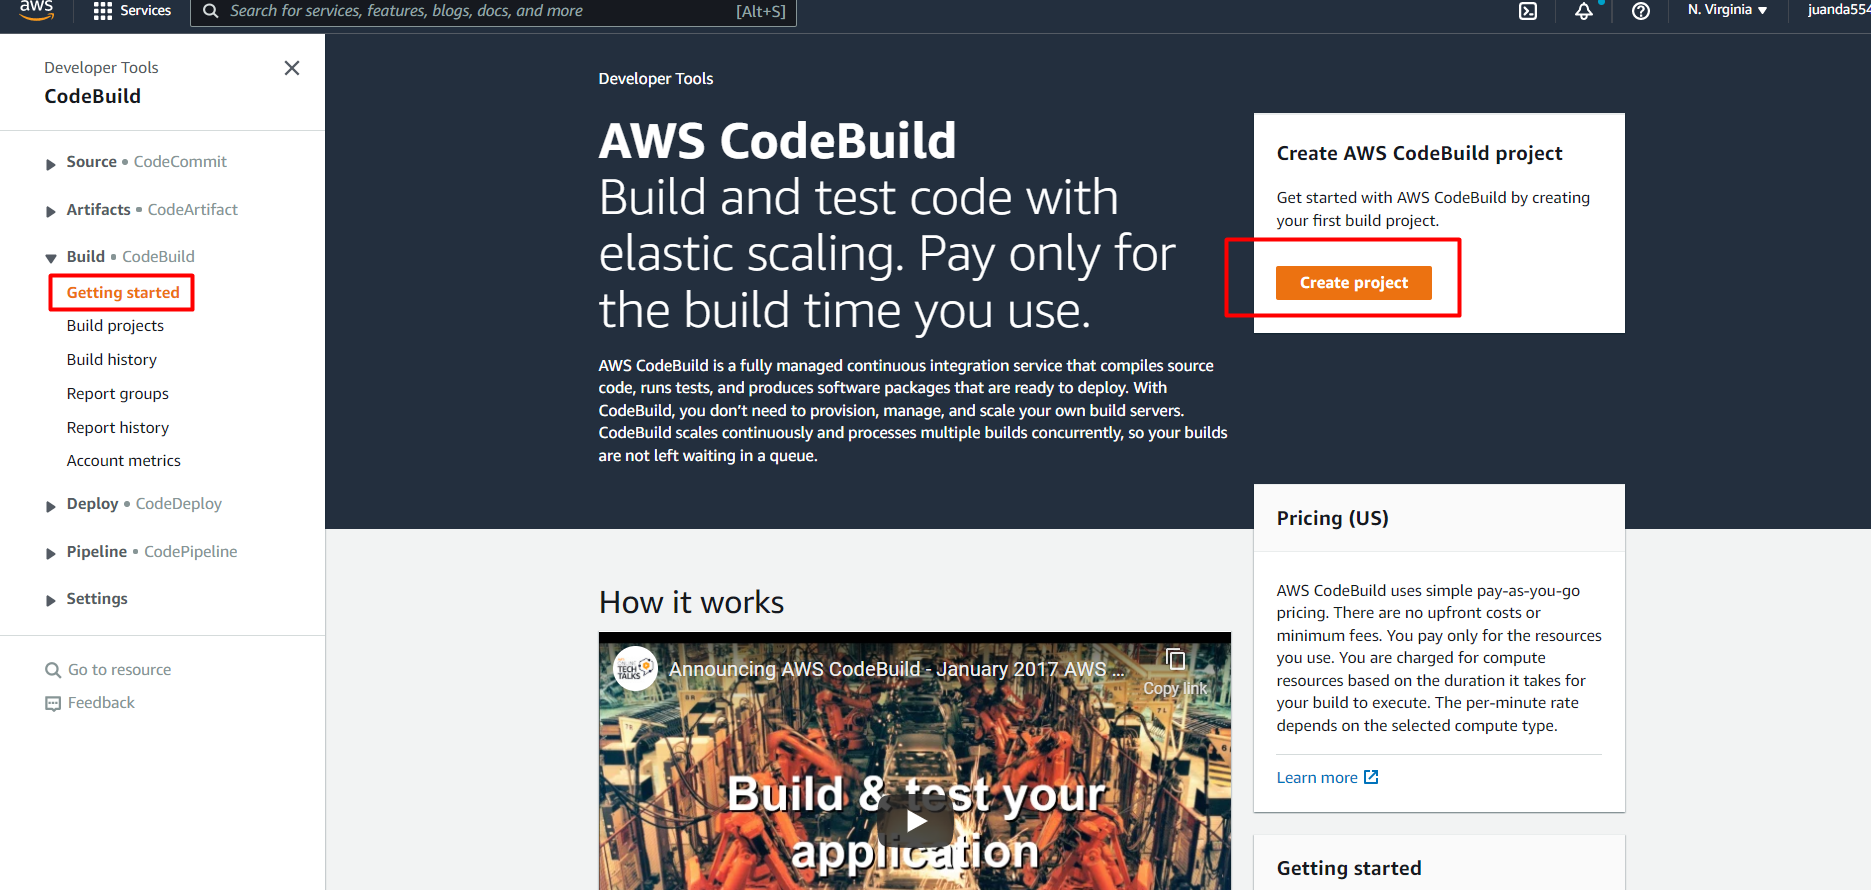 aws
Services
Search for services, features, blogs, docs, and more
[Alt+S]
N. Virginia
juanda554
Developer Tools
CodeBuild
Source • CodeCommit
Artifacts • CodeArtifact
Build • CodeBuild
Getting started
Build projects
Build history
Report groups
Report history
Account metrics
Deploy • CodeDeploy
Pipeline • CodePipeline
Settings
Go to resource
Feedback
Developer Tools
AWS CodeBuild
Build and test code with
elastic scaling. Pay only for
the build time you use.
AWS CodeBuild is a fully managed continuous integration service that compiles source
code, runs tests, and produces software packages that are ready to deploy. With
CodeBuild, you don’t need to provision, manage, and scale your own build servers.
CodeBuild scales continuously and processes multiple builds concurrently, so your builds
are not left waiting in a queue.
Create AWS CodeBuild project
Get started with AWS CodeBuild by creating
your first build project.
Create project
How it works
TECH
TALKS
Announcing AWS CodeBuild - January 2017 AWS ...
Copy link
Build & test your
application
Pricing (US)
AWS CodeBuild uses simple pay-as-you-go
pricing. There are no upfront costs or
minimum fees. You pay only for the resources
you use. You are charged for compute
resources based on the duration it takes for
your build to execute. The per-minute rate
depends on the selected compute type.
Learn more
Getting started